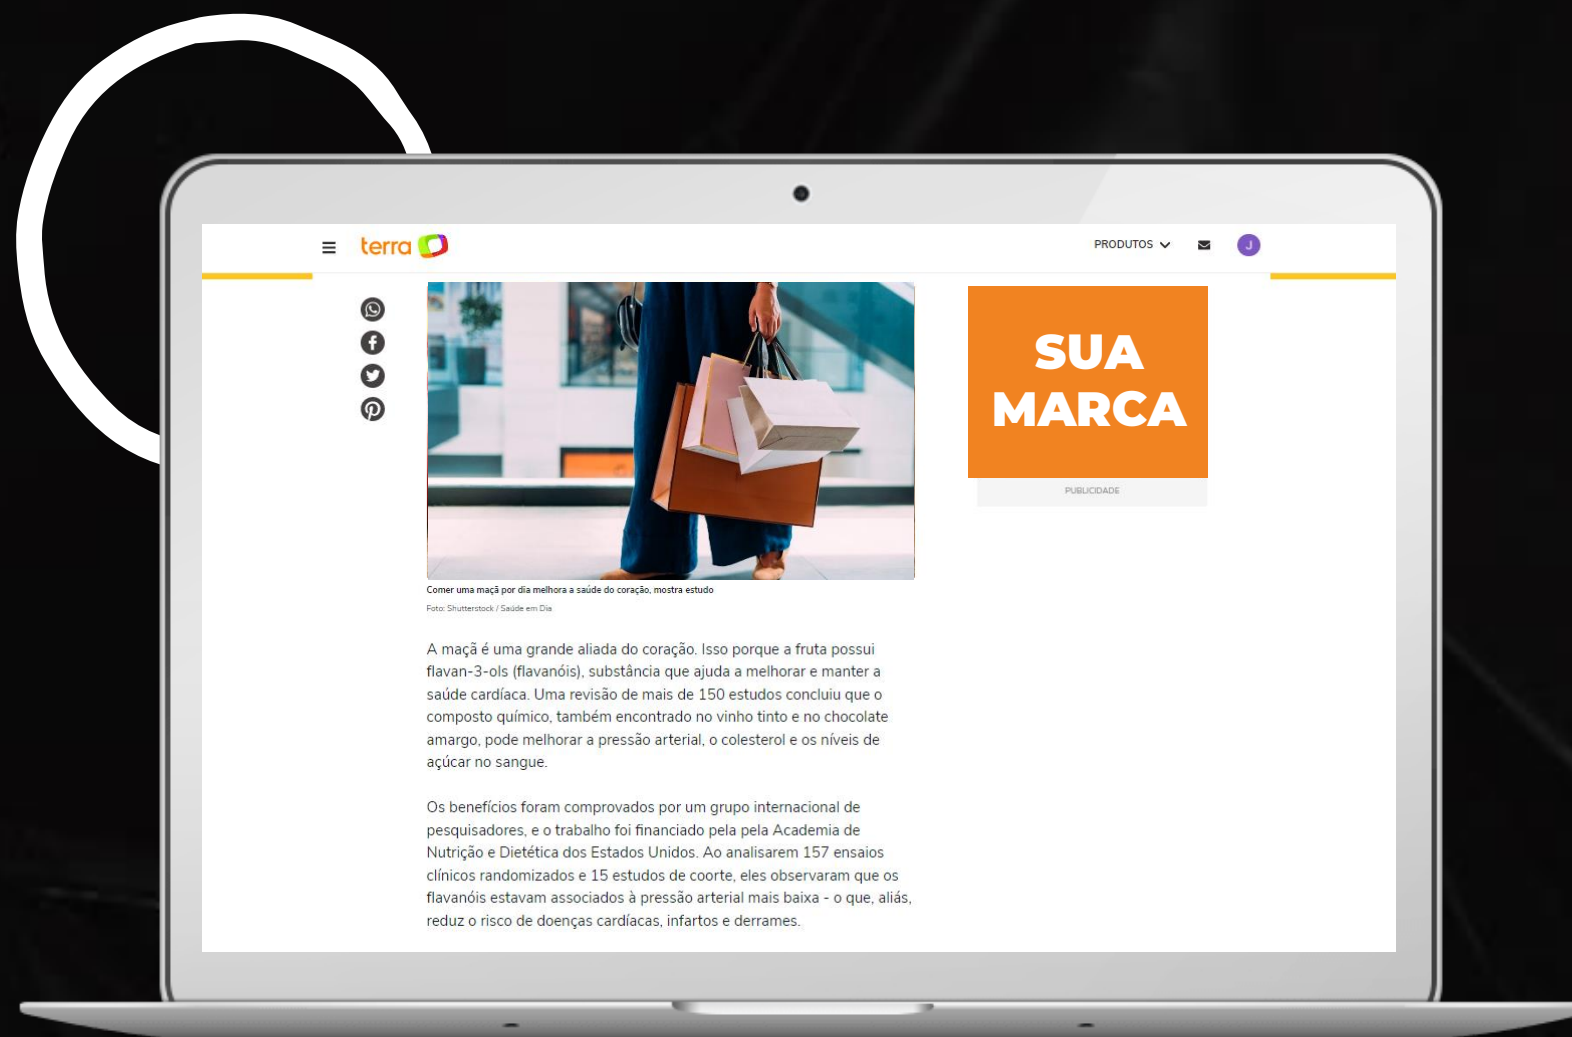 terra
PRODUTOS
J
SUA
MARCA
PUBLICIDADE
Comer uma maçã por dia melhora a saúde do coração, mostra estudo
Foto: Shutterstock / Saúde em Dia
A maçã é uma grande aliada do coração. Isso porque a fruta possui
flavan-3-ols (flavanóis), substância que ajuda a melhorar e manter a
saúde cardíaca. Uma revisão de mais de 150 estudos concluiu que o
composto químico, também encontrado no vinho tinto e no chocolate
amargo, pode melhorar a pressão arterial, o colesterol e os níveis de
açúcar no sangue.
Os benefícios foram comprovados por um grupo internacional de
pesquisadores, e o trabalho foi financiado pela pela Academia de
Nutrição e Dietética dos Estados Unidos. Ao analisarem 157 ensaios
clínicos randomizados e 15 estudos de coorte, eles observaram que os
flavanóis estavam associados à pressão arterial mais baixa - o que, aliás,
reduz o risco de doenças cardíacas, infartos e derrames.